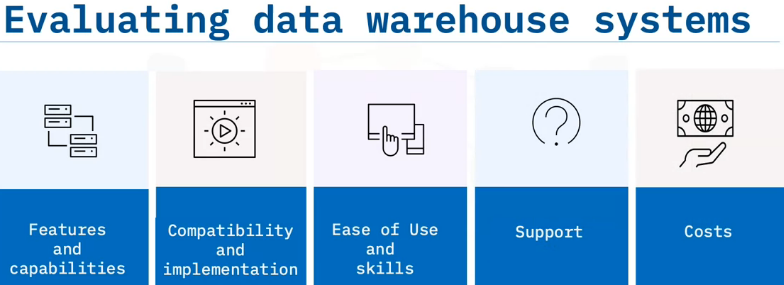 Evaluating data warehouse systems
Features
and
capabilities
Compatibility
and
implementation
Ease of Use
and
skills
Support
Costs